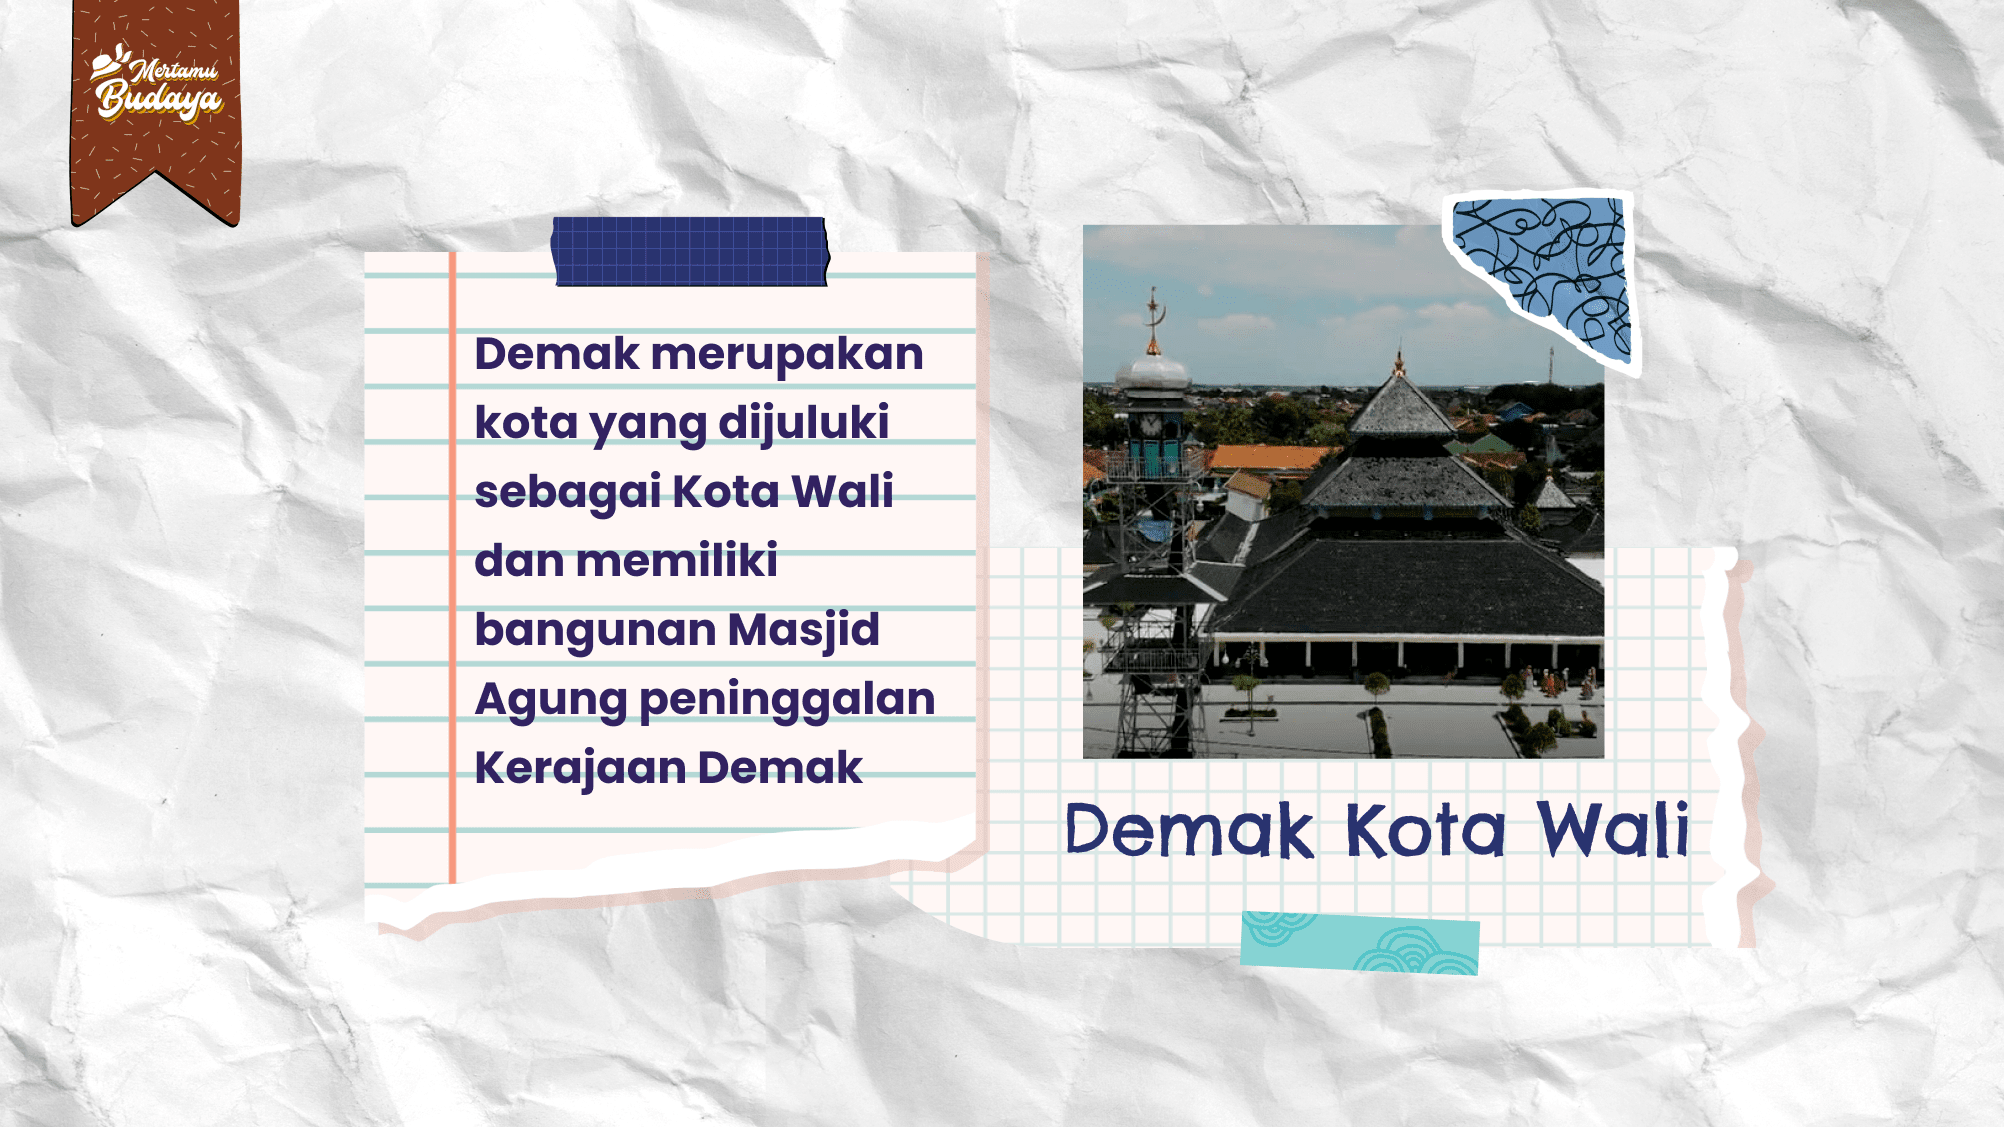 Mertamu
Budaya
Demak merupakan
kota yang dijuluki
sebagai Kota Wali
dan memiliki
bangunan Masjid
Agung peninggalan
Kerajaan Demak
Demak Kota Wali